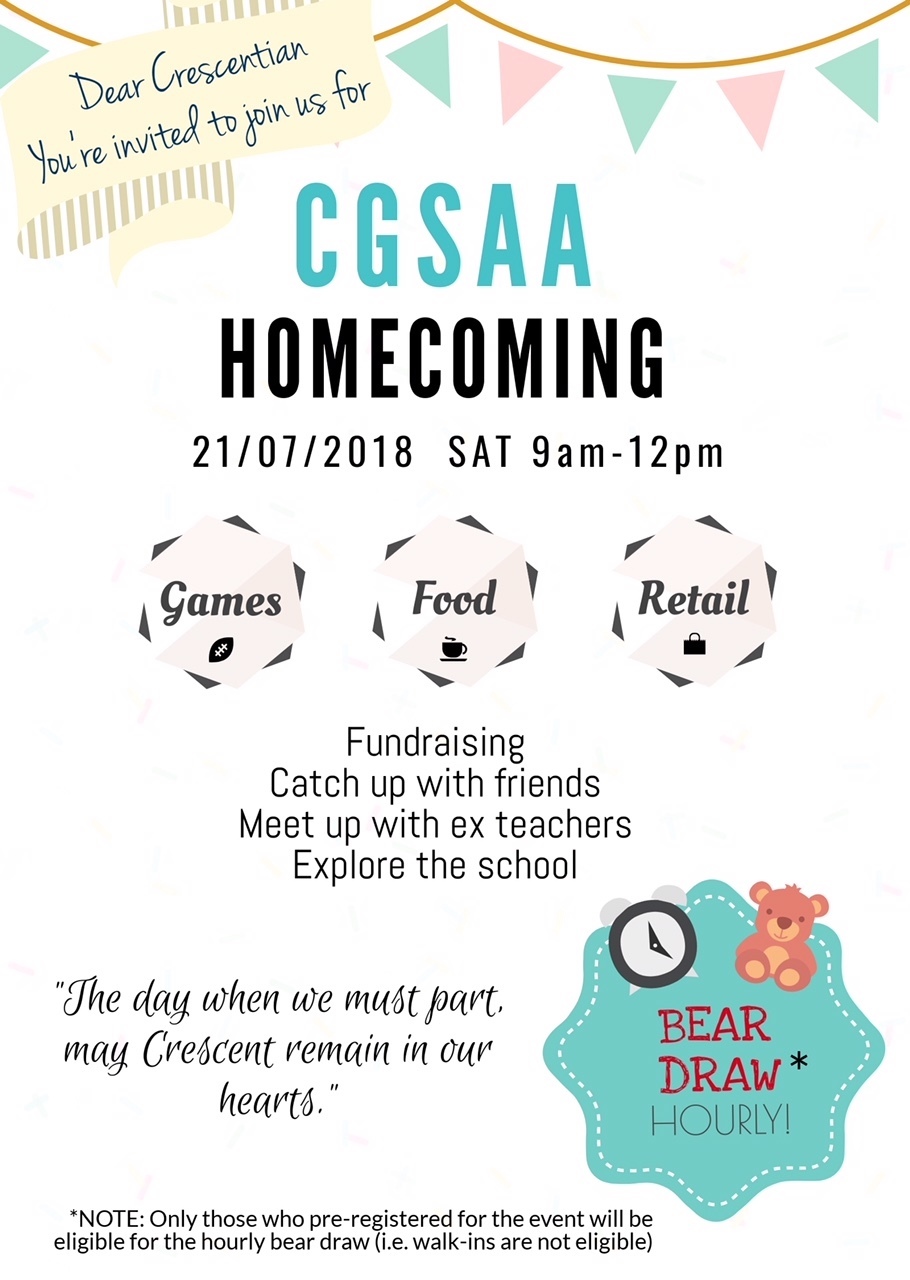 Dear Crescentian
You're invited to join us for
CGSAA
HOMECOMING
21/07/2018 SAT 9am-12pm
Games
Food
Retail
Fundraising
Catch up with friends
Meet up with ex teachers
Explore the school
"The day when we must part,
may Crescent remain in our
hearts."
BEAR
DRAW*
HOURLY!
*NOTE: Only those who pre-registered for the event will be
eligible for the hourly bear draw (i.e. walk-ins are not eligible)